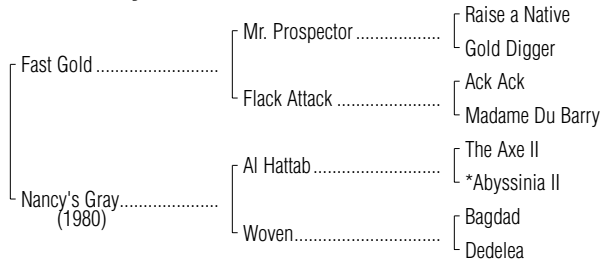 Raise a Native
Mr. Prospector ..................
Gold Digger
Fast Gold ..........................
Ack Ack
Flack Attack ......................
Madame Du Barry
The Axe II
Al Hattab ...........................
*Abyssinia II
Nancy's Gray.....................
(1980)
Bagdad
Woven...............................
Dedelea